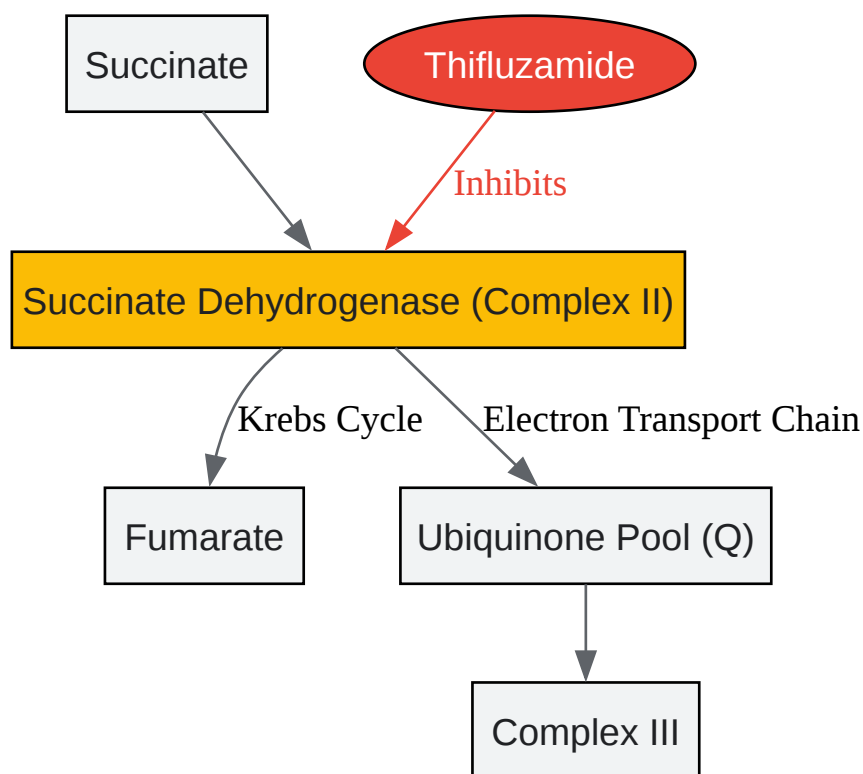 Succinate
Thifluzamide
Inhibits
Succinate Dehydrogenase (Complex II)
Krebs Cycle
Electron Transport Chain
Fumarate
Ubiquinone Pool (Q)
Complex III